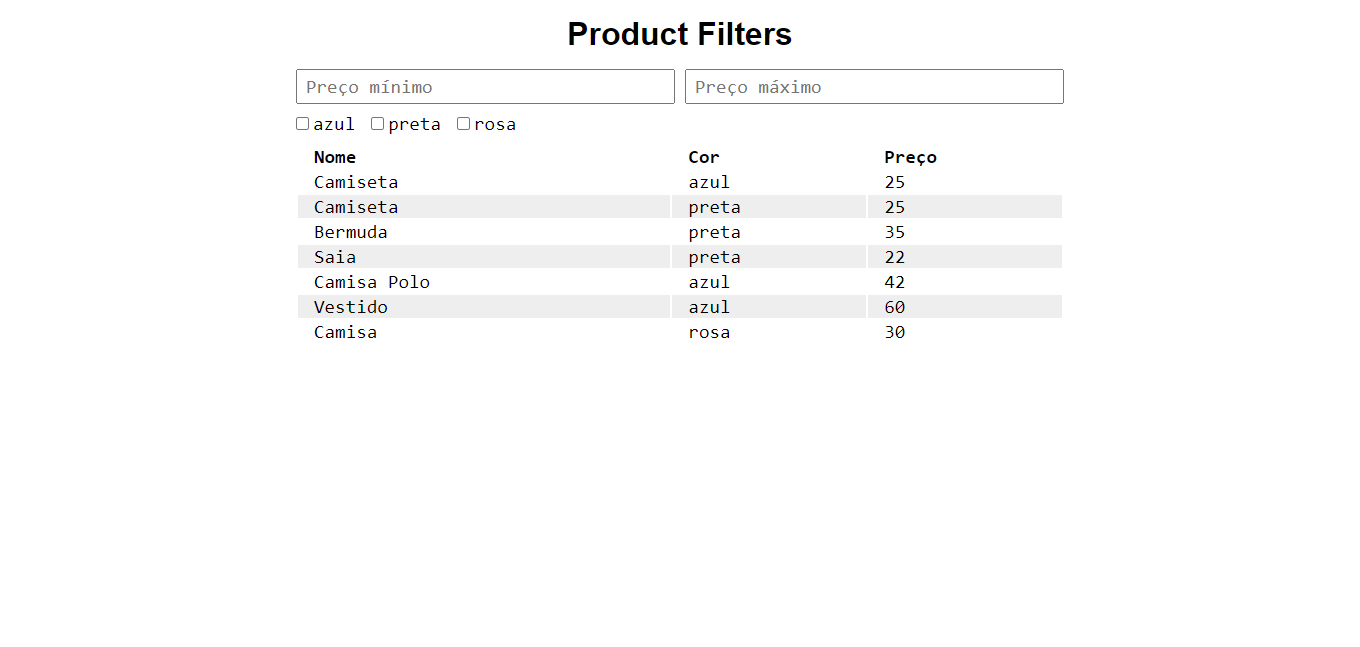 Product Filters
Preço mínimo Preço máximo
azul preta rosa
Nome Cor Preço
Camiseta azul 25
Camiseta preta 25
Bermuda preta 35
Saia preta 22
Camisa Polo azul 42
Vestido azul 60
Camisa rosa 30